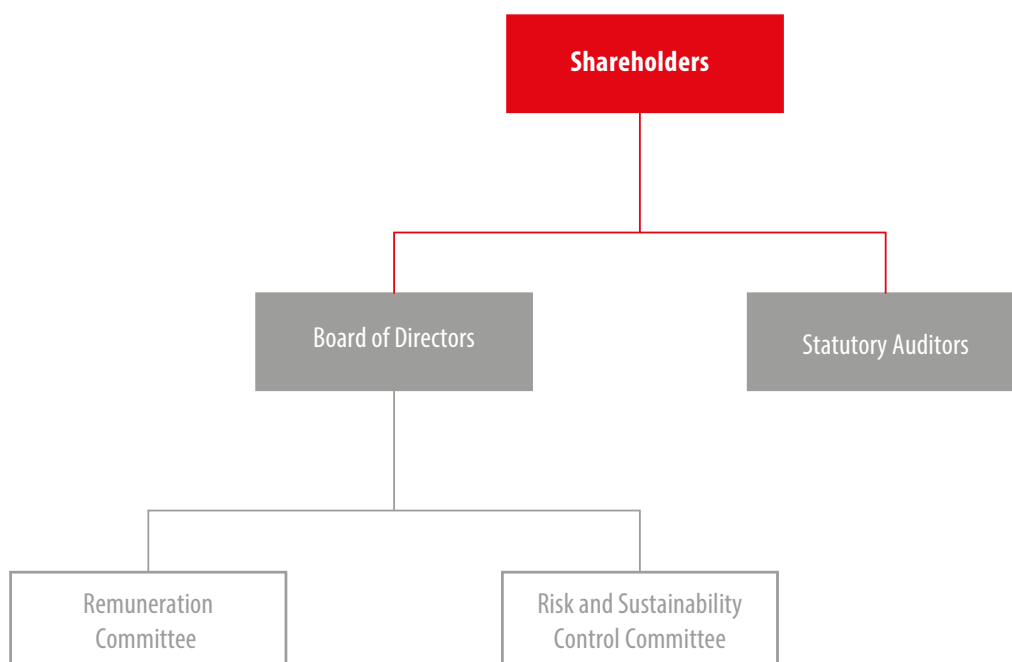 Shareholders
Board of Directors
Statutory Auditors
Remuneration
Committee
Risk and Sustainability
Control Committee